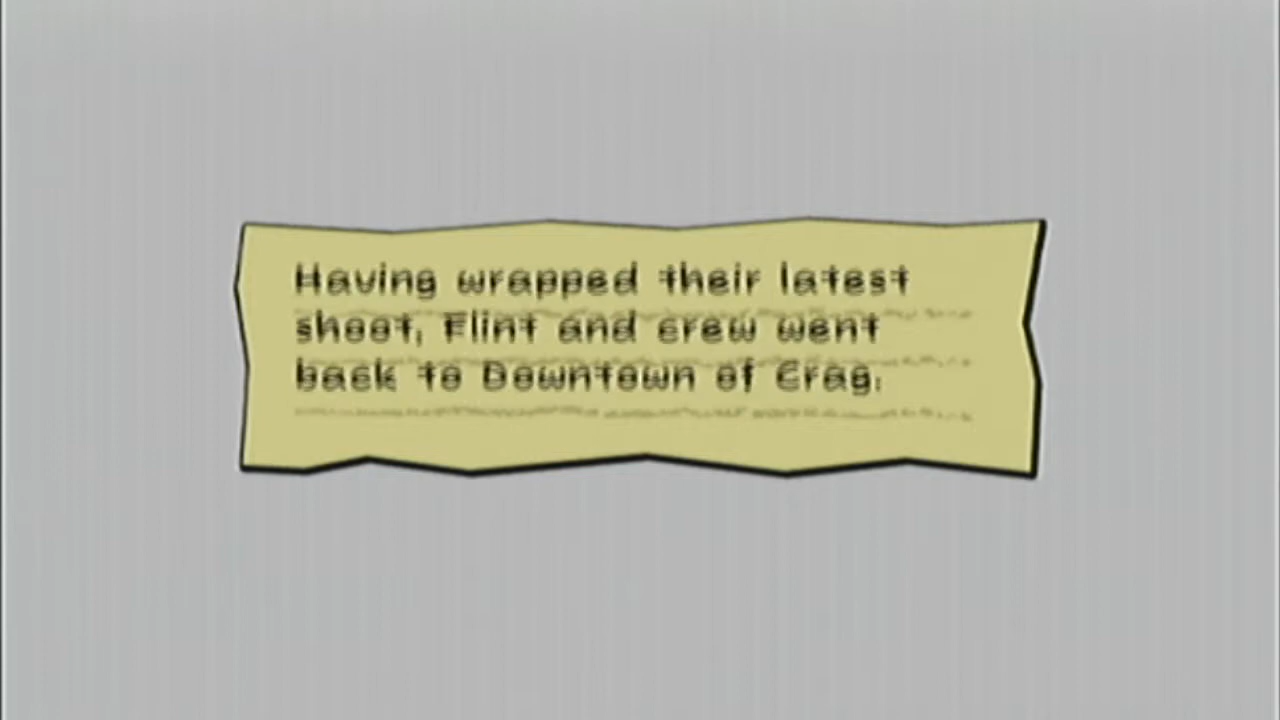 Having wrapped their latest
shoot, Flint and crew went
back to Downtown of Crag.